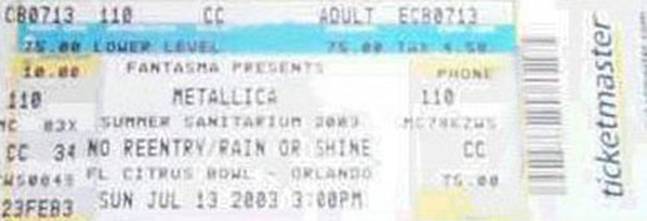 CB0713 110 CC ADULT ECB0713
75.00 LOWER LEVEL 75.00 TAX 4.50
10.00 FANTASMA PRESENTS PHONE
110 METALLICA 110
MC 83X SUMMER SANITARIUM 2003
CC 34 NO REENTRY/RAIN OR SHINE CC
FL CITRUS BOWL - ORLANDO 75.00
23FEB3 SUN JUL 13 2003 3:00PM
ticketmaster